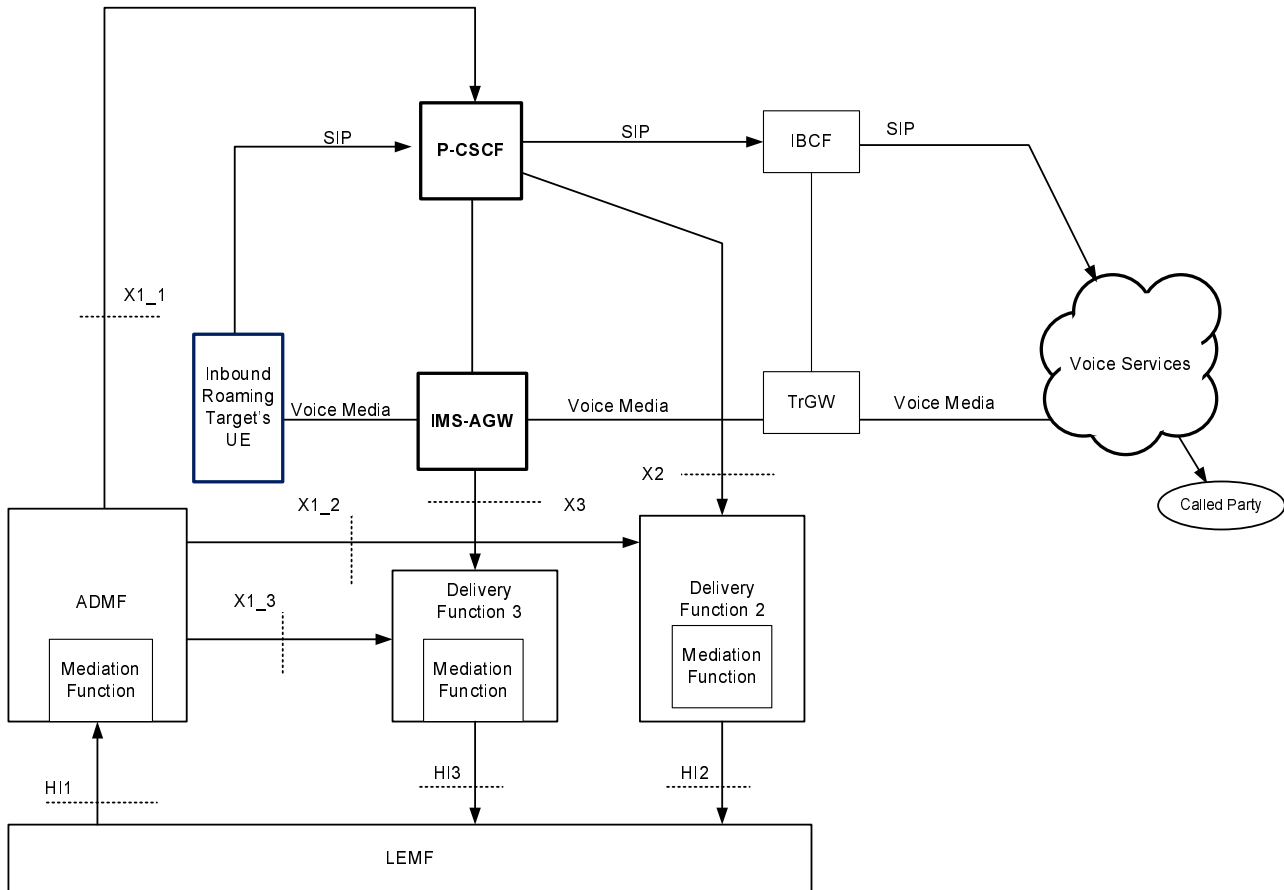 SIP
P-CSCF
SIP
IBCF
SIP
X1_1
Inbound
Roaming
Target's
UE
Voice Media
IMS-AGW
Voice Media
TrGW
Voice Media
Voice Services
Called Party
X2
X1_2
X3
ADMF
Mediation
Function
X1_3
Delivery
Function 3
Mediation
Function
Delivery
Function 2
Mediation
Function
HI1
HI3
HI2
LEMF